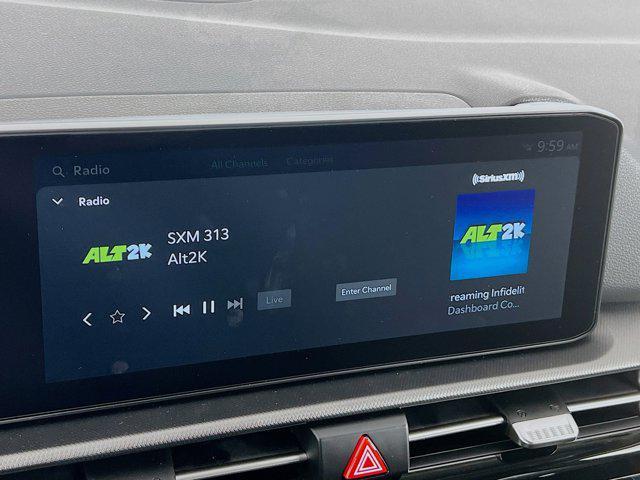 Radio
All Channels
Categories
9:59 AM
Radio
((SiriusXM))
ALT2K
SXM 313
Alt2K
ALT2K
Live
Enter Channel
reaming Infidelit
Dashboard Co...